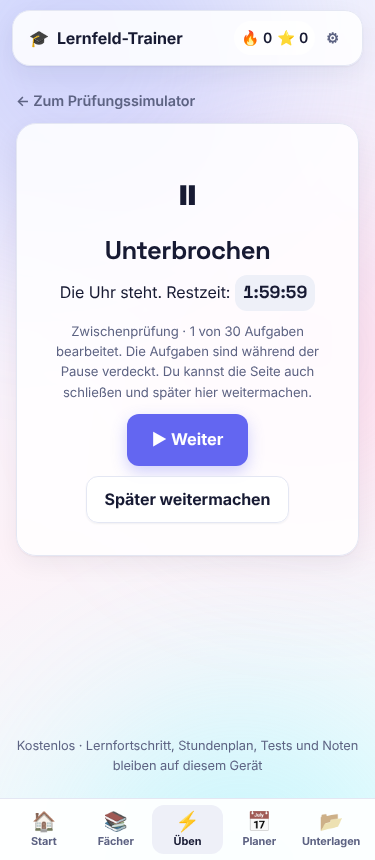 🎓 Lernfeld-Trainer 🔥 0 ⭐ 0 ⚙
← Zum Prüfungssimulator
⏸
Unterbrochen
Die Uhr steht. Restzeit: 1:59:59
Zwischenprüfung · 1 von 30 Aufgaben
bearbeitet. Die Aufgaben sind während der
Pause verdeckt. Du kannst die Seite auch
schließen und später hier weitermachen.
▶ Weiter
Später weitermachen
Kostenlos · Lernfortschritt, Stundenplan, Tests und Noten
bleiben auf diesem Gerät
Start Fächer Üben Planer Unterlagen